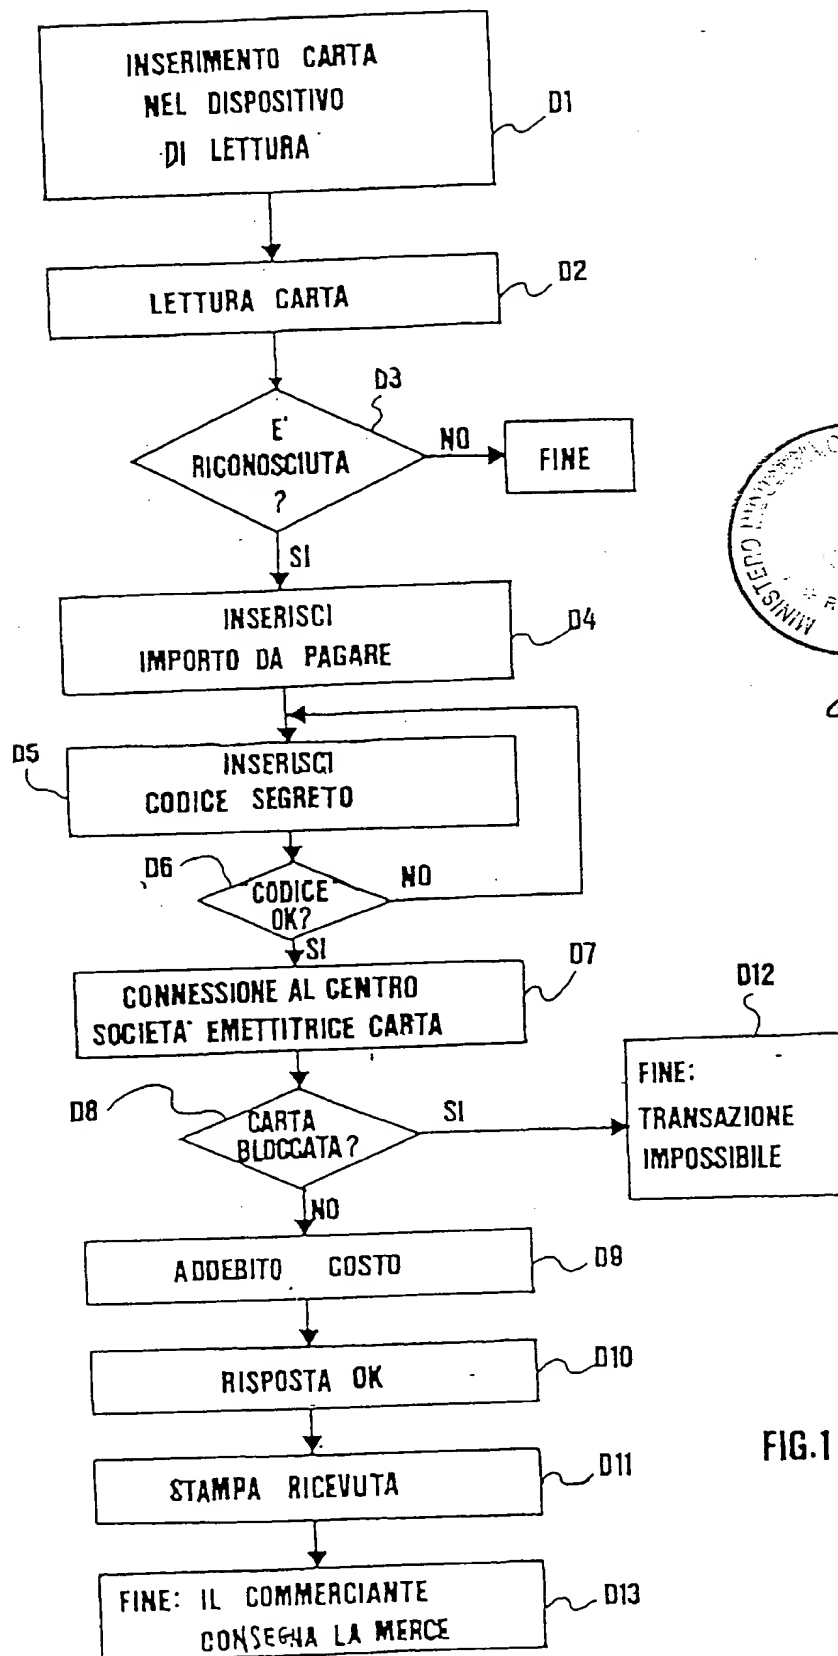 INSERIMENTO CARTA
NEL DISPOSITIVO
DI LETTURA
D1
LETTURA CARTA
D2
D3
E'
RICONOSCIUTA
?
NO
FINE
SI
INSERISCI
IMPORTO DA PAGARE
D4
D5
INSERISCI
CODICE SEGRETO
D6
CODICE
OK?
NO
SI
CONNESSIONE AL CENTRO
SOCIETA' EMETTITRICE CARTA
D7
D8
CARTA
BLOCCATA?
SI
D12
FINE:
TRANSAZIONE
IMPOSSIBILE
NO
ADDEBITO COSTO
D9
RISPOSTA OK
D10
STAMPA RICEVUTA
D11
FINE: IL COMMERCIANTE
CONSEGNA LA MERCE
D13
FIG.1
MINISTERO